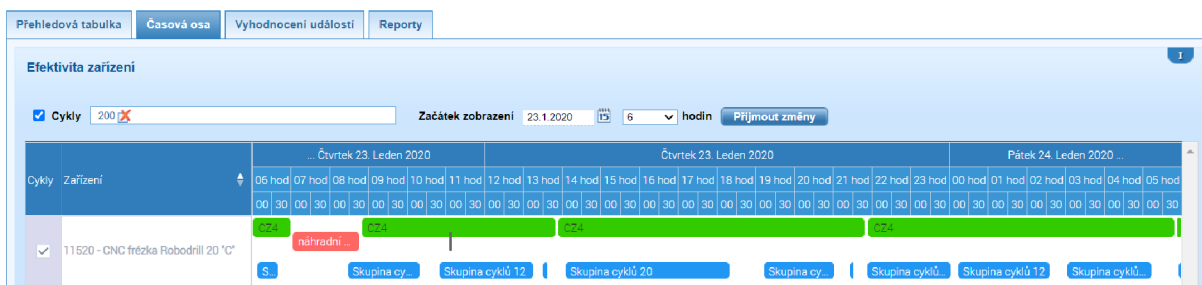 Přehledová tabulka Časová osa Vyhodnocení událostí Reporty
Efektivita zařízení I
Cykly 200 Začátek zobrazení 23.1.2020 15 6 hodin Přijmout změny
... Čtvrtek 23. Leden 2020 Čtvrtek 23. Leden 2020 Pátek 24. Leden 2020 ...
Cykly Zařízení 06 hod 07 hod 08 hod 09 hod 10 hod 11 hod 12 hod 13 hod 14 hod 15 hod 16 hod 17 hod 18 hod 19 hod 20 hod 21 hod 22 hod 23 hod 00 hod 01 hod 02 hod 03 hod 04 hod 05 hod
00 30 00 30 00 30 00 30 00 30 00 30 00 30 00 30 00 30 00 30 00 30 00 30 00 30 00 30 00 30 00 30 00 30 00 30 00 30 00 30 00 30 00 30 00 30 00 30
CZ4 CZ4 CZ4 CZ4
náhradní ...
11520 - CNC frézka Robodrill 20 "C"
S... Skupina cy... Skupina cyklů 12 Skupina cyklů 20 Skupina cy... Skupina cyklů... Skupina cyklů 12 Skupina cyklů...